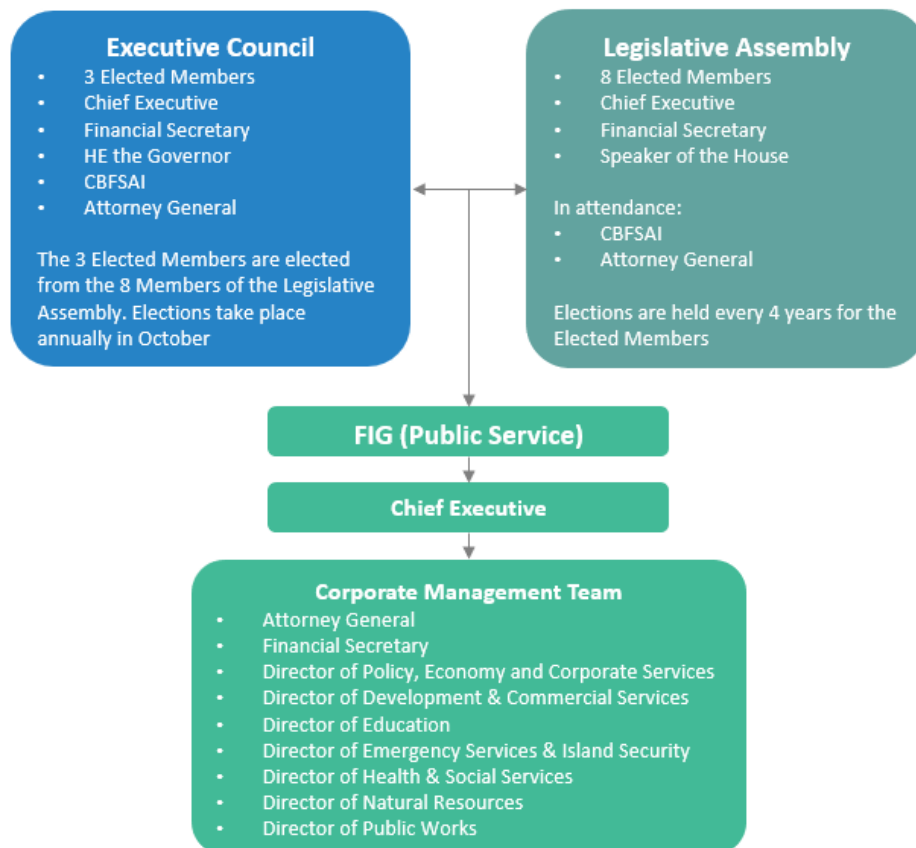 Executive Council
• 3 Elected Members
• Chief Executive
• Financial Secretary
• HE the Governor
• CBFSAI
• Attorney General
The 3 Elected Members are elected
from the 8 Members of the Legislative
Assembly. Elections take place
annually in October
Legislative Assembly
• 8 Elected Members
• Chief Executive
• Financial Secretary
• Speaker of the House
In attendance:
• CBFSAI
• Attorney General
Elections are held every 4 years for the
Elected Members
FIG (Public Service)
Chief Executive
Corporate Management Team
• Attorney General
• Financial Secretary
• Director of Policy, Economy and Corporate Services
• Director of Development & Commercial Services
• Director of Education
• Director of Emergency Services & Island Security
• Director of Health & Social Services
• Director of Natural Resources
• Director of Public Works